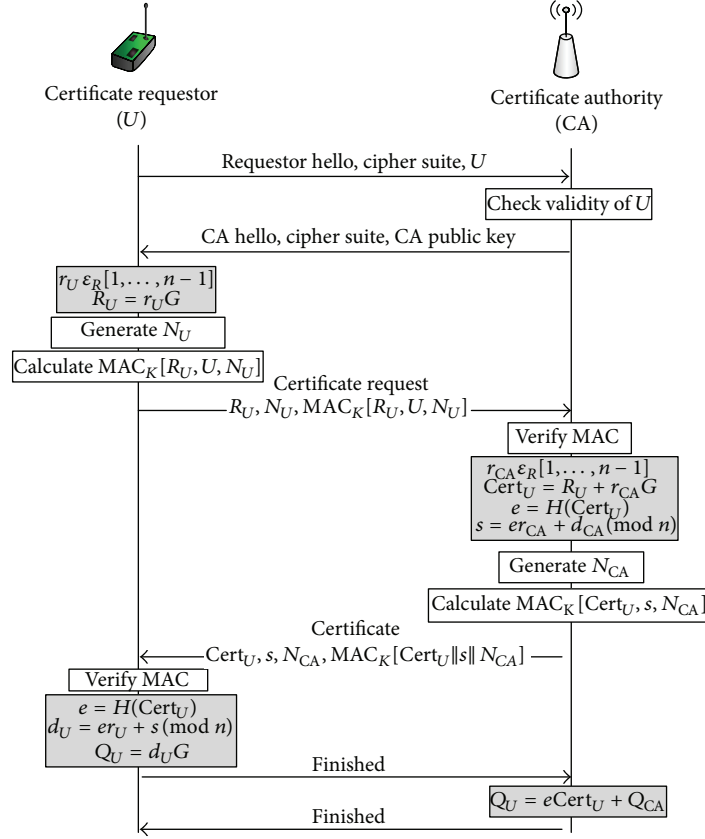 Certificate requestor
(U)
Certificate authority
(CA)
Requestor hello, cipher suite, U
Check validity of U
CA hello, cipher suite, CA public key
r_U ε_R[1, . . . , n − 1]
R_U = r_U G
Generate N_U
Calculate MAC_K[R_U, U, N_U]
Certificate request
R_U, N_U, MAC_K[R_U, U, N_U]
Verify MAC
r_CA ε_R[1, . . . , n − 1]
Cert_U = R_U + r_CA G
e = H(Cert_U)
s = er_CA + d_CA (mod n)
Generate N_CA
Calculate MAC_K [Cert_U, s, N_CA]
Certificate
Cert_U, s, N_CA, MAC_K[Cert_U‖s‖ N_CA]
Verify MAC
e = H(Cert_U)
d_U = er_U + s (mod n)
Q_U = d_U G
Finished
Q_U = eCert_U + Q_CA
Finished